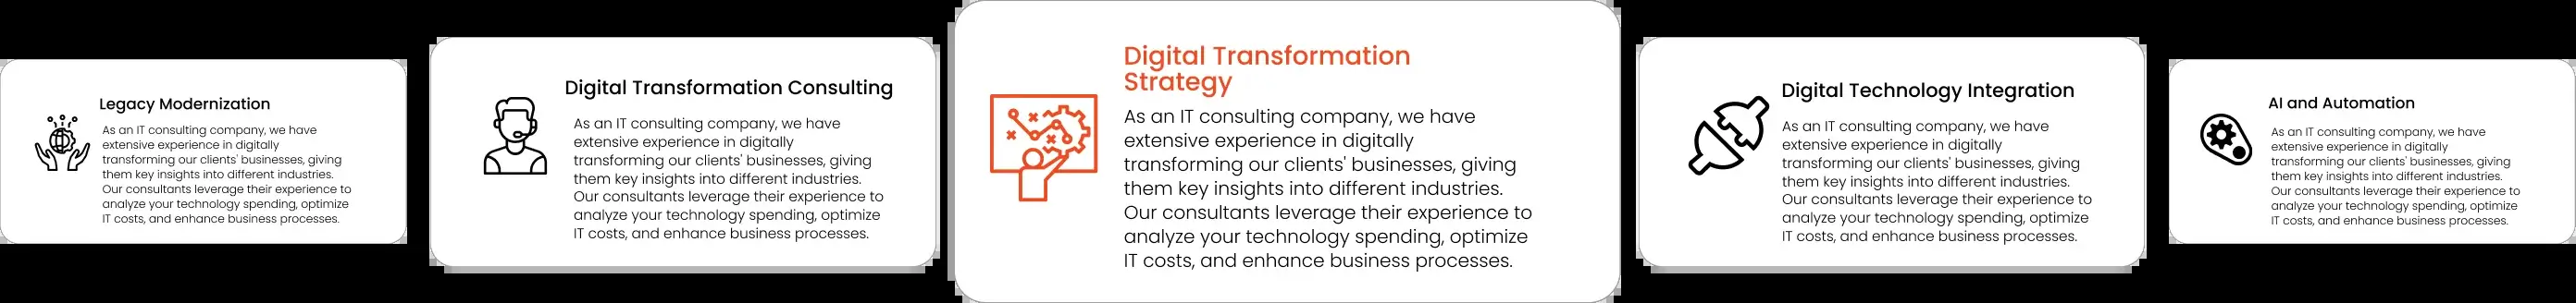 Legacy Modernization
As an IT consulting company, we have
extensive experience in digitally
transforming our clients' businesses, giving
them key insights into different industries.
Our consultants leverage their experience to
analyze your technology spending, optimize
IT costs, and enhance business processes.
Digital Transformation Consulting
As an IT consulting company, we have
extensive experience in digitally
transforming our clients' businesses, giving
them key insights into different industries.
Our consultants leverage their experience to
analyze your technology spending, optimize
IT costs, and enhance business processes.
Digital Transformation
Strategy
As an IT consulting company, we have
extensive experience in digitally
transforming our clients' businesses, giving
them key insights into different industries.
Our consultants leverage their experience to
analyze your technology spending, optimize
IT costs, and enhance business processes.
Digital Technology Integration
As an IT consulting company, we have
extensive experience in digitally
transforming our clients' businesses, giving
them key insights into different industries.
Our consultants leverage their experience to
analyze your technology spending, optimize
IT costs, and enhance business processes.
AI and Automation
As an IT consulting company, we have
extensive experience in digitally
transforming our clients' businesses, giving
them key insights into different industries.
Our consultants leverage their experience to
analyze your technology spending, optimize
IT costs, and enhance business processes.